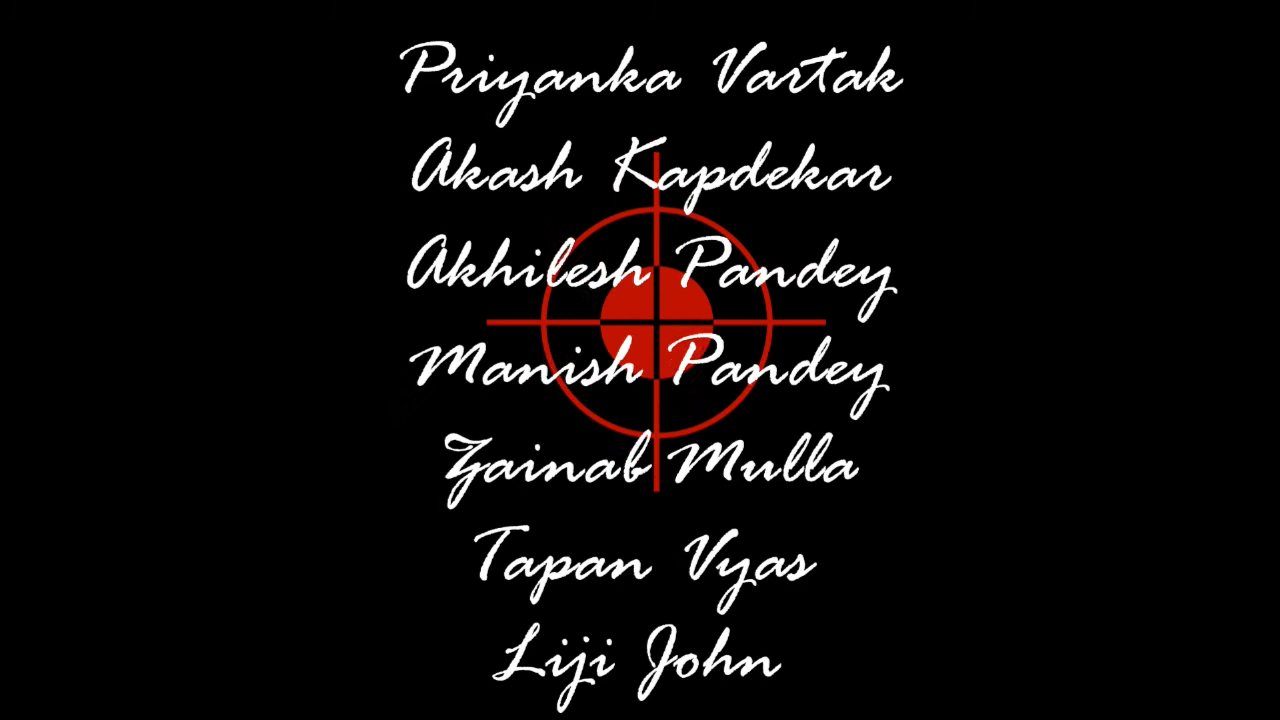 Priyanka Vartak
Akash Kapdekar
Akhilesh Pandey
Manish Pandey
Zainab Mulla
Tapan Vyas
Liji John